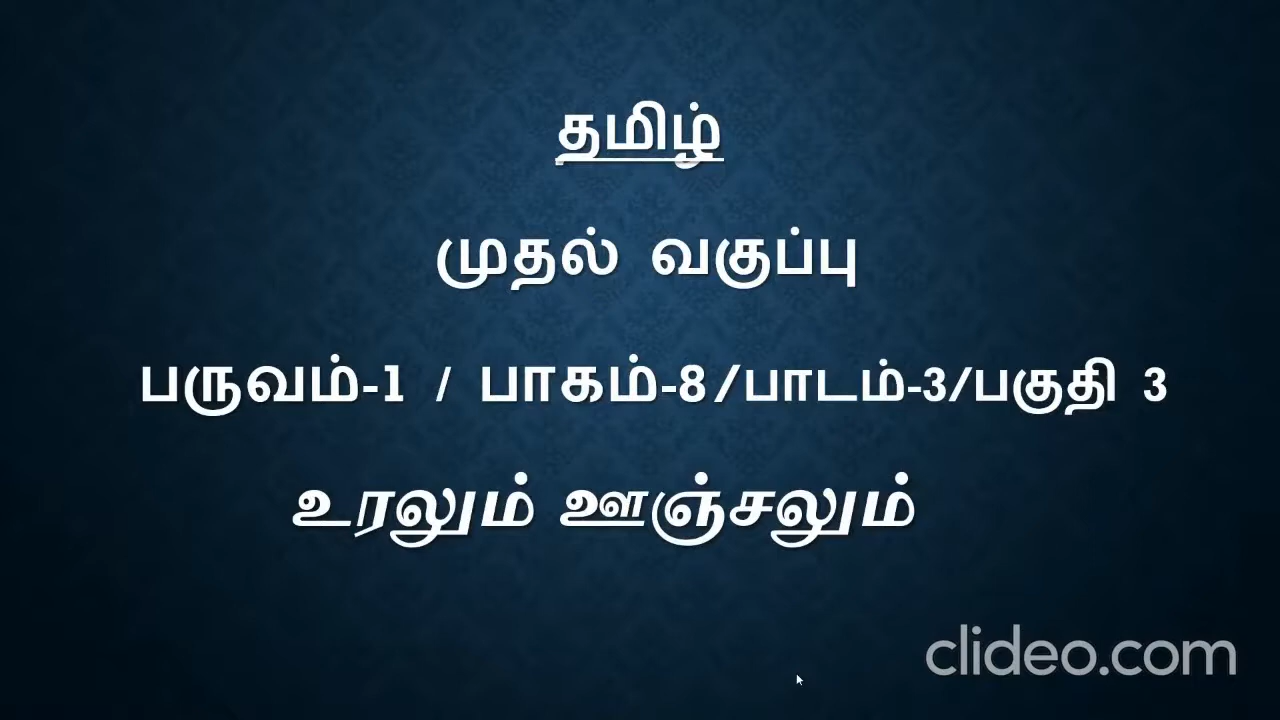 தமிழ்
முதல் வகுப்பு
பருவம்-1 / பாகம்-8/பாடம்-3/பகுதி 3
உரலும் ஊஞ்சலும்
clideo.com